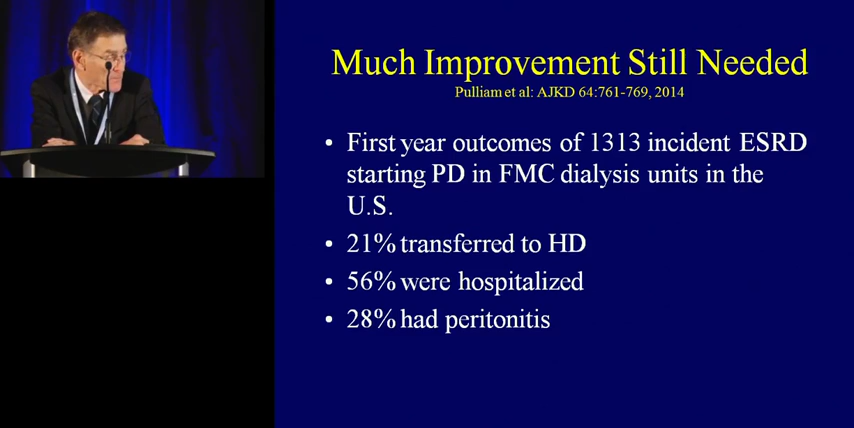 Much Improvement Still Needed
Pulliam et al: AJKD 64:761-769, 2014
• First year outcomes of 1313 incident ESRD
starting PD in FMC dialysis units in the
U.S.
• 21% transferred to HD
• 56% were hospitalized
• 28% had peritonitis